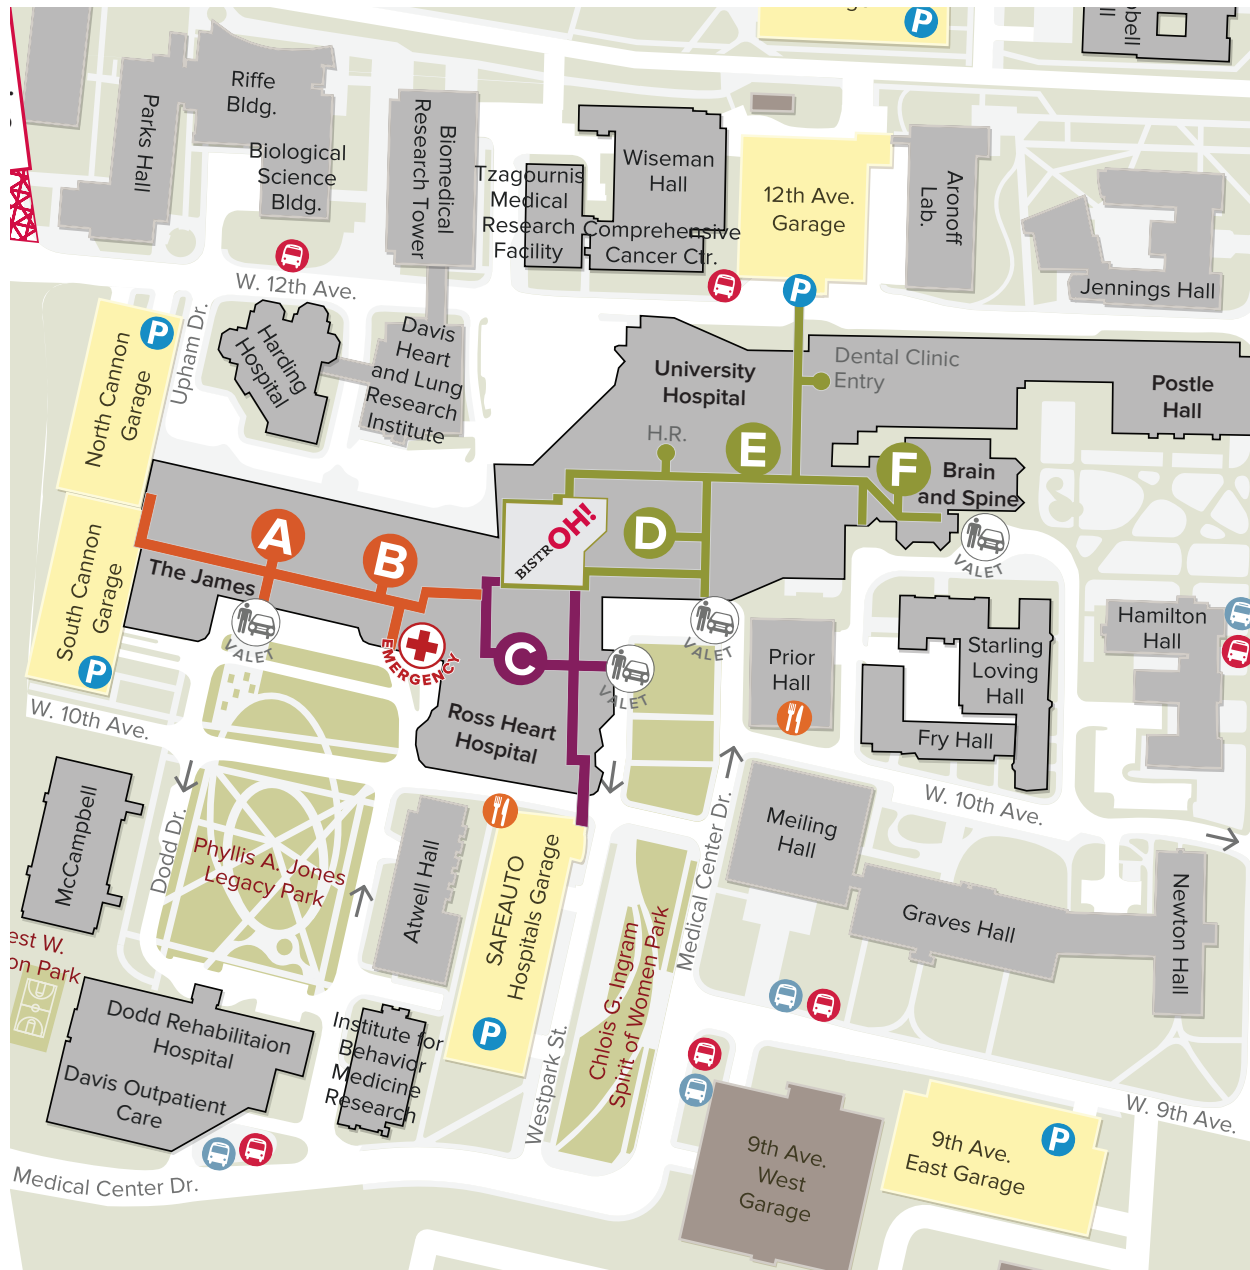 P
bell
Riffe
Bldg.
Parks Hall
Biological
Science
Bldg.
Biomedical
Research Tower
Tzagournis
Medical
Research
Facility
Wiseman
Hall
Comprehensive
Cancer Ctr.
12th Ave.
Garage
Aronoff
Lab.
Jennings Hall
W. 12th Ave.
P
P
North Cannon
Garage
Upham Dr.
Harding
Hospital
Davis
Heart
and Lung
Research
Institute
University
Hospital
Dental Clinic
Entry
Postle
Hall
H.R.
E
F
Brain
and Spine
A
B
BISTR
OH!
D
VALET
South Cannon
Garage
P
The James
VALET
EMERGENCY
C
VALET
VALET
Prior
Hall
Starling
Loving
Hall
Fry Hall
Hamilton
Hall
W. 10th Ave.
Ross Heart
Hospital
McCampbell
Dodd Dr.
Phyllis A. Jones
Legacy Park
Atwell Hall
SAFEAUTO
Hospitals Garage
P
Medical Center Dr.
Meiling
Hall
W. 10th Ave.
Graves Hall
Newton Hall
est W.
on Park
Chlois G. Ingram
Spirit of Women Park
Dodd Rehabilitaion
Hospital
Davis Outpatient
Care
Institute for
Behavior
Medicine
Research
Westpark St.
W. 9th Ave.
9th Ave.
West
Garage
9th Ave.
East Garage
P
Medical Center Dr.